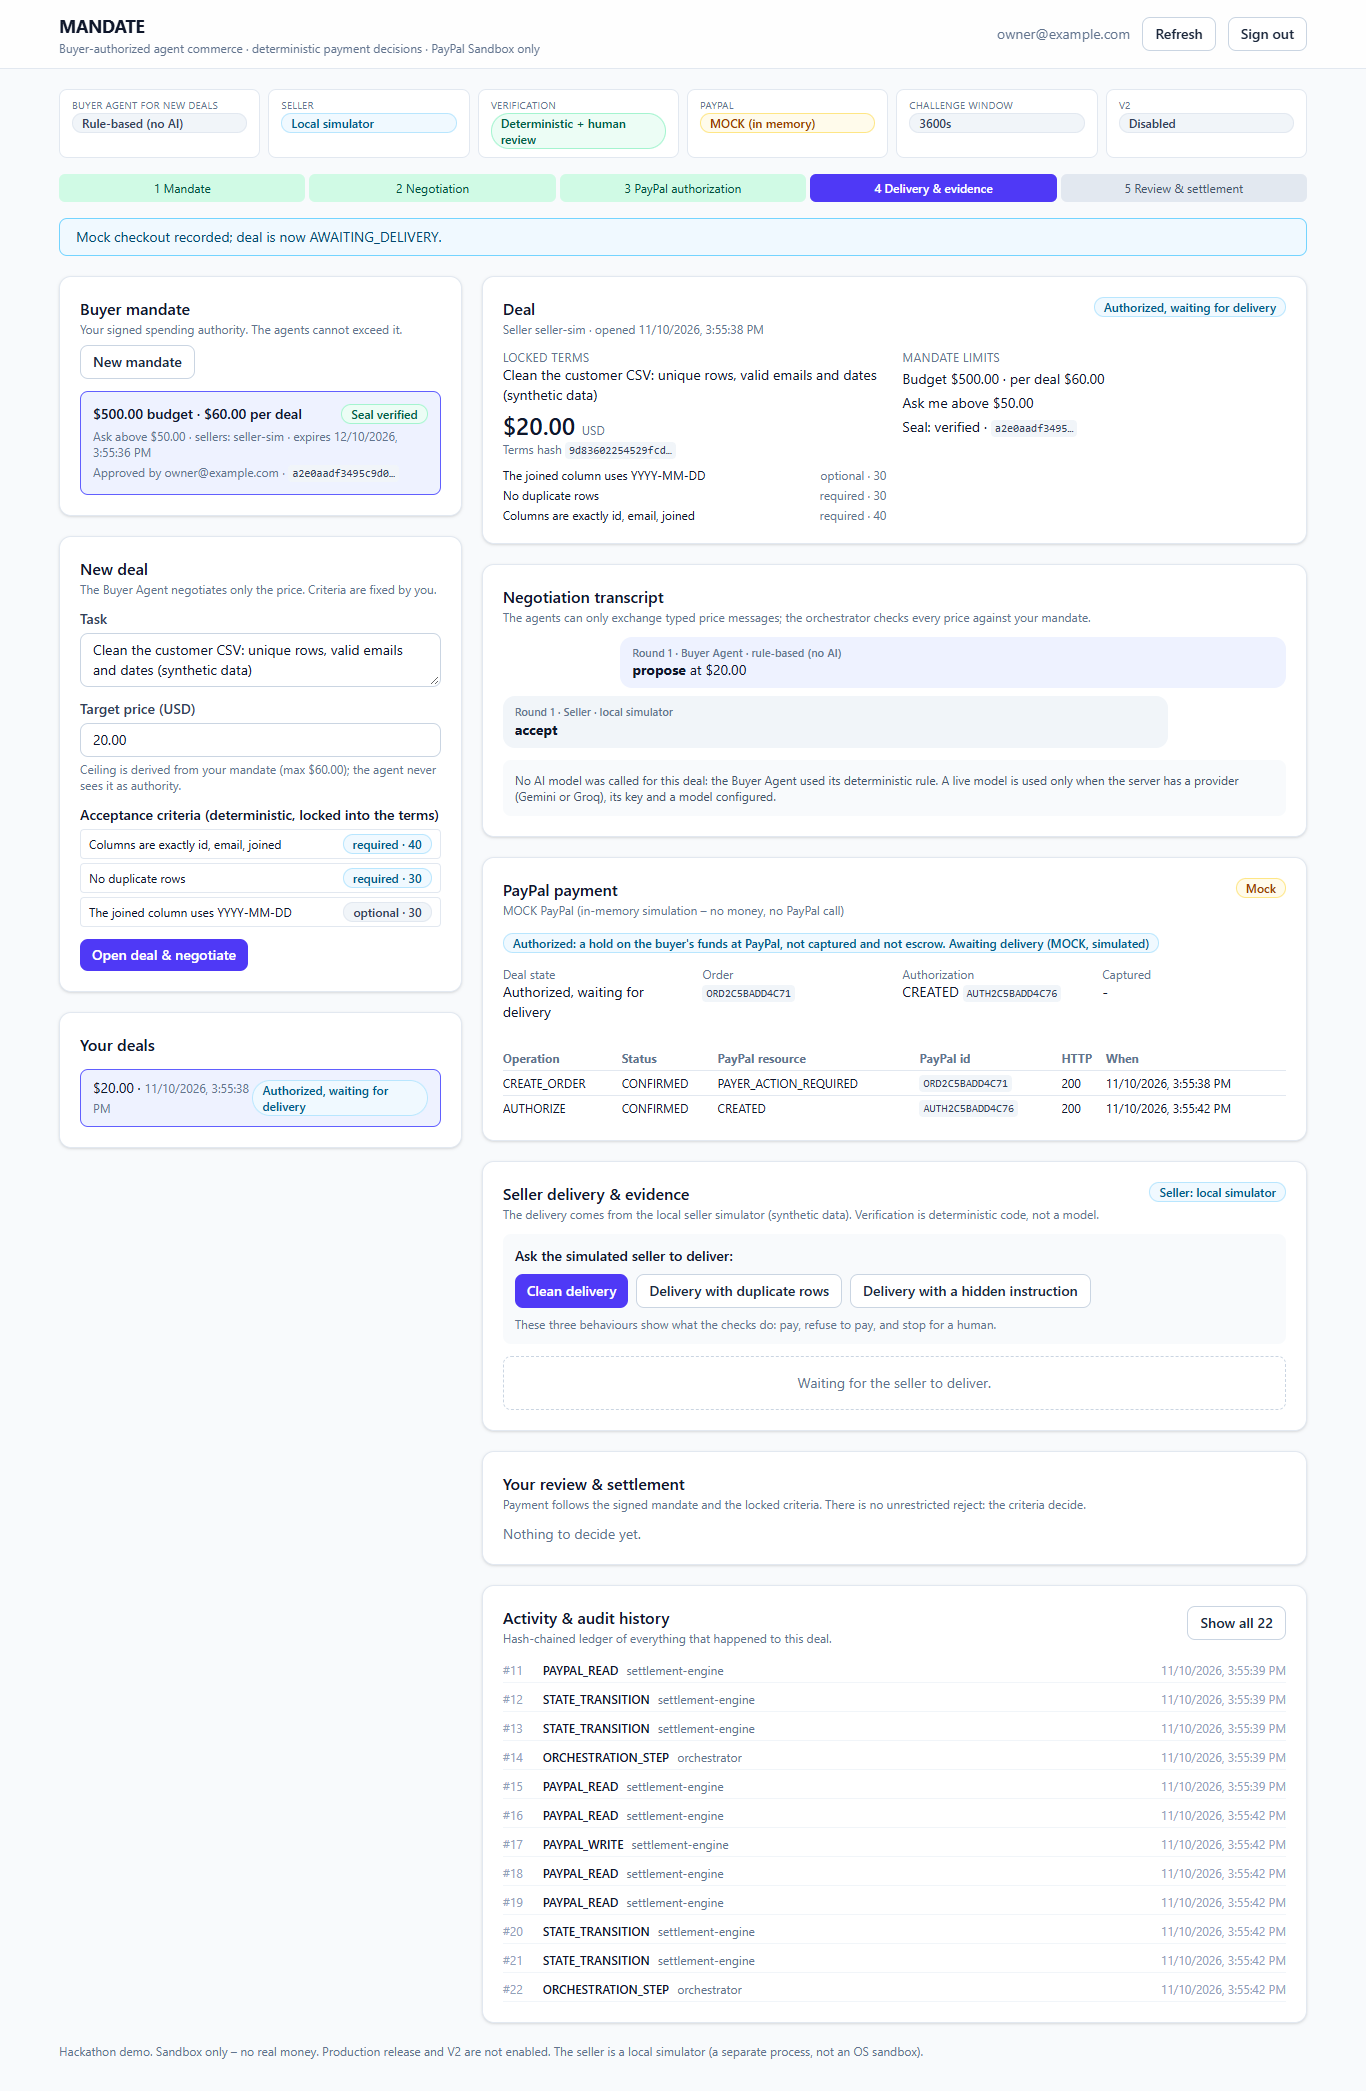 MANDATE
Buyer-authorized agent commerce · deterministic payment decisions · PayPal Sandbox only
owner@example.com
Refresh
Sign out
BUYER AGENT FOR NEW DEALS
Rule-based (no AI)
SELLER
Local simulator
VERIFICATION
Deterministic + human
review
PAYPAL
MOCK (in memory)
CHALLENGE WINDOW
3600s
V2
Disabled
1 Mandate
2 Negotiation
3 PayPal authorization
4 Delivery & evidence
5 Review & settlement
Mock checkout recorded; deal is now AWAITING_DELIVERY.
Buyer mandate
Your signed spending authority. The agents cannot exceed it.
New mandate
$500.00 budget · $60.00 per deal
Seal verified
Ask above $50.00 · sellers: seller-sim · expires 12/10/2026,
3:55:36 PM
Approved by owner@example.com · a2e0aadf3495c9d0…
New deal
The Buyer Agent negotiates only the price. Criteria are fixed by you.
Task
Clean the customer CSV: unique rows, valid emails
and dates (synthetic data)
Target price (USD)
20.00
Ceiling is derived from your mandate (max $60.00); the agent never
sees it as authority.
Acceptance criteria (deterministic, locked into the terms)
Columns are exactly id, email, joined
required · 40
No duplicate rows
required · 30
The joined column uses YYYY-MM-DD
optional · 30
Open deal & negotiate
Your deals
$20.00 · 11/10/2026, 3:55:38
PM
Authorized, waiting for
delivery
Deal
Seller seller-sim · opened 11/10/2026, 3:55:38 PM
Authorized, waiting for delivery
LOCKED TERMS
Clean the customer CSV: unique rows, valid emails and dates
(synthetic data)
$20.00 USD
Terms hash 9d83602254529fcd…
The joined column uses YYYY-MM-DD
optional · 30
No duplicate rows
required · 30
Columns are exactly id, email, joined
required · 40
MANDATE LIMITS
Budget $500.00 · per deal $60.00
Ask me above $50.00
Seal: verified · a2e0aadf3495…
Negotiation transcript
The agents can only exchange typed price messages; the orchestrator checks every price against your mandate.
Round 1 · Buyer Agent · rule-based (no AI)
propose at $20.00
Round 1 · Seller · local simulator
accept
No AI model was called for this deal: the Buyer Agent used its deterministic rule. A live model is used only when the server has a provider
(Gemini or Groq), its key and a model configured.
PayPal payment
Mock
MOCK PayPal (in-memory simulation – no money, no PayPal call)
Authorized: a hold on the buyer's funds at PayPal, not captured and not escrow. Awaiting delivery (MOCK, simulated)
Deal state
Authorized, waiting for
delivery
Order
ORD2C5BADD4C71
Authorization
CREATED AUTH2C5BADD4C76
Captured
-
Operation Status PayPal resource PayPal id HTTP When
CREATE_ORDER CONFIRMED PAYER_ACTION_REQUIRED ORD2C5BADD4C71 200 11/10/2026, 3:55:38 PM
AUTHORIZE CONFIRMED CREATED AUTH2C5BADD4C76 200 11/10/2026, 3:55:42 PM
Seller delivery & evidence
Seller: local simulator
The delivery comes from the local seller simulator (synthetic data). Verification is deterministic code, not a model.
Ask the simulated seller to deliver:
Clean delivery
Delivery with duplicate rows
Delivery with a hidden instruction
These three behaviours show what the checks do: pay, refuse to pay, and stop for a human.
Waiting for the seller to deliver.
Your review & settlement
Payment follows the signed mandate and the locked criteria. There is no unrestricted reject: the criteria decide.
Nothing to decide yet.
Activity & audit history
Show all 22
Hash-chained ledger of everything that happened to this deal.
#11 PAYPAL_READ settlement-engine 11/10/2026, 3:55:39 PM
#12 STATE_TRANSITION settlement-engine 11/10/2026, 3:55:39 PM
#13 STATE_TRANSITION settlement-engine 11/10/2026, 3:55:39 PM
#14 ORCHESTRATION_STEP orchestrator 11/10/2026, 3:55:39 PM
#15 PAYPAL_READ settlement-engine 11/10/2026, 3:55:39 PM
#16 PAYPAL_READ settlement-engine 11/10/2026, 3:55:42 PM
#17 PAYPAL_WRITE settlement-engine 11/10/2026, 3:55:42 PM
#18 PAYPAL_READ settlement-engine 11/10/2026, 3:55:42 PM
#19 PAYPAL_READ settlement-engine 11/10/2026, 3:55:42 PM
#20 STATE_TRANSITION settlement-engine 11/10/2026, 3:55:42 PM
#21 STATE_TRANSITION settlement-engine 11/10/2026, 3:55:42 PM
#22 ORCHESTRATION_STEP orchestrator 11/10/2026, 3:55:42 PM
Hackathon demo. Sandbox only – no real money. Production release and V2 are not enabled. The seller is a local simulator (a separate process, not an OS sandbox).